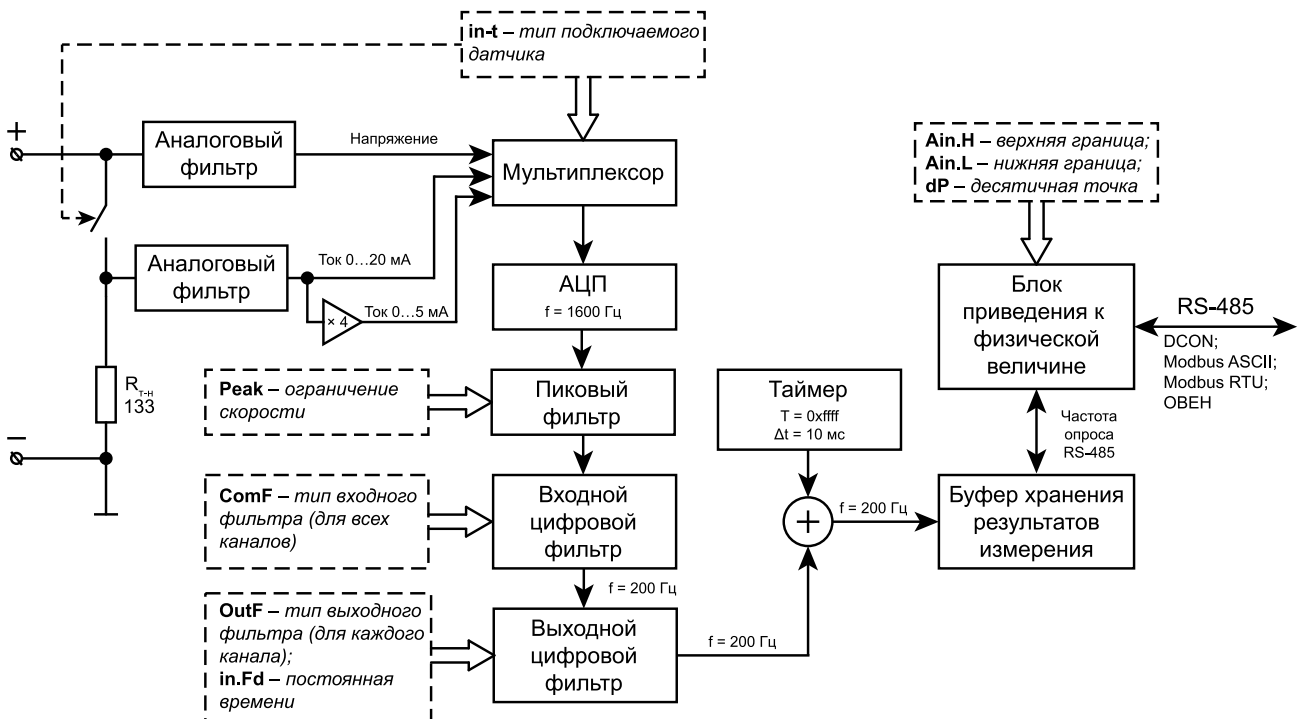 in-t – тип подключаемого
датчика
+
Аналоговый
фильтр
Напряжение
Мультиплексор
Ain.H – верхняя граница;
Ain.L – нижняя граница;
dP – десятичная точка
Аналоговый
фильтр
Ток 0...20 мА
× 4
Ток 0...5 мА
АЦП
f = 1600 Гц
Блок
приведения к
физической
величине
RS-485
DCON;
Modbus ASCII;
Modbus RTU;
ОВЕН
Rт-н
133
–
Peak – ограничение
скорости
Пиковый
фильтр
Таймер
T = 0xffff
Δt = 10 мс
Частота
опроса
RS-485
ComF – тип входного
фильтра (для всех
каналов)
Входной
цифровой
фильтр
+
f = 200 Гц
Буфер хранения
результатов
измерения
f = 200 Гц
OutF – тип выходного
фильтра (для каждого
канала);
in.Fd – постоянная
времени
Выходной
цифровой
фильтр
f = 200 Гц